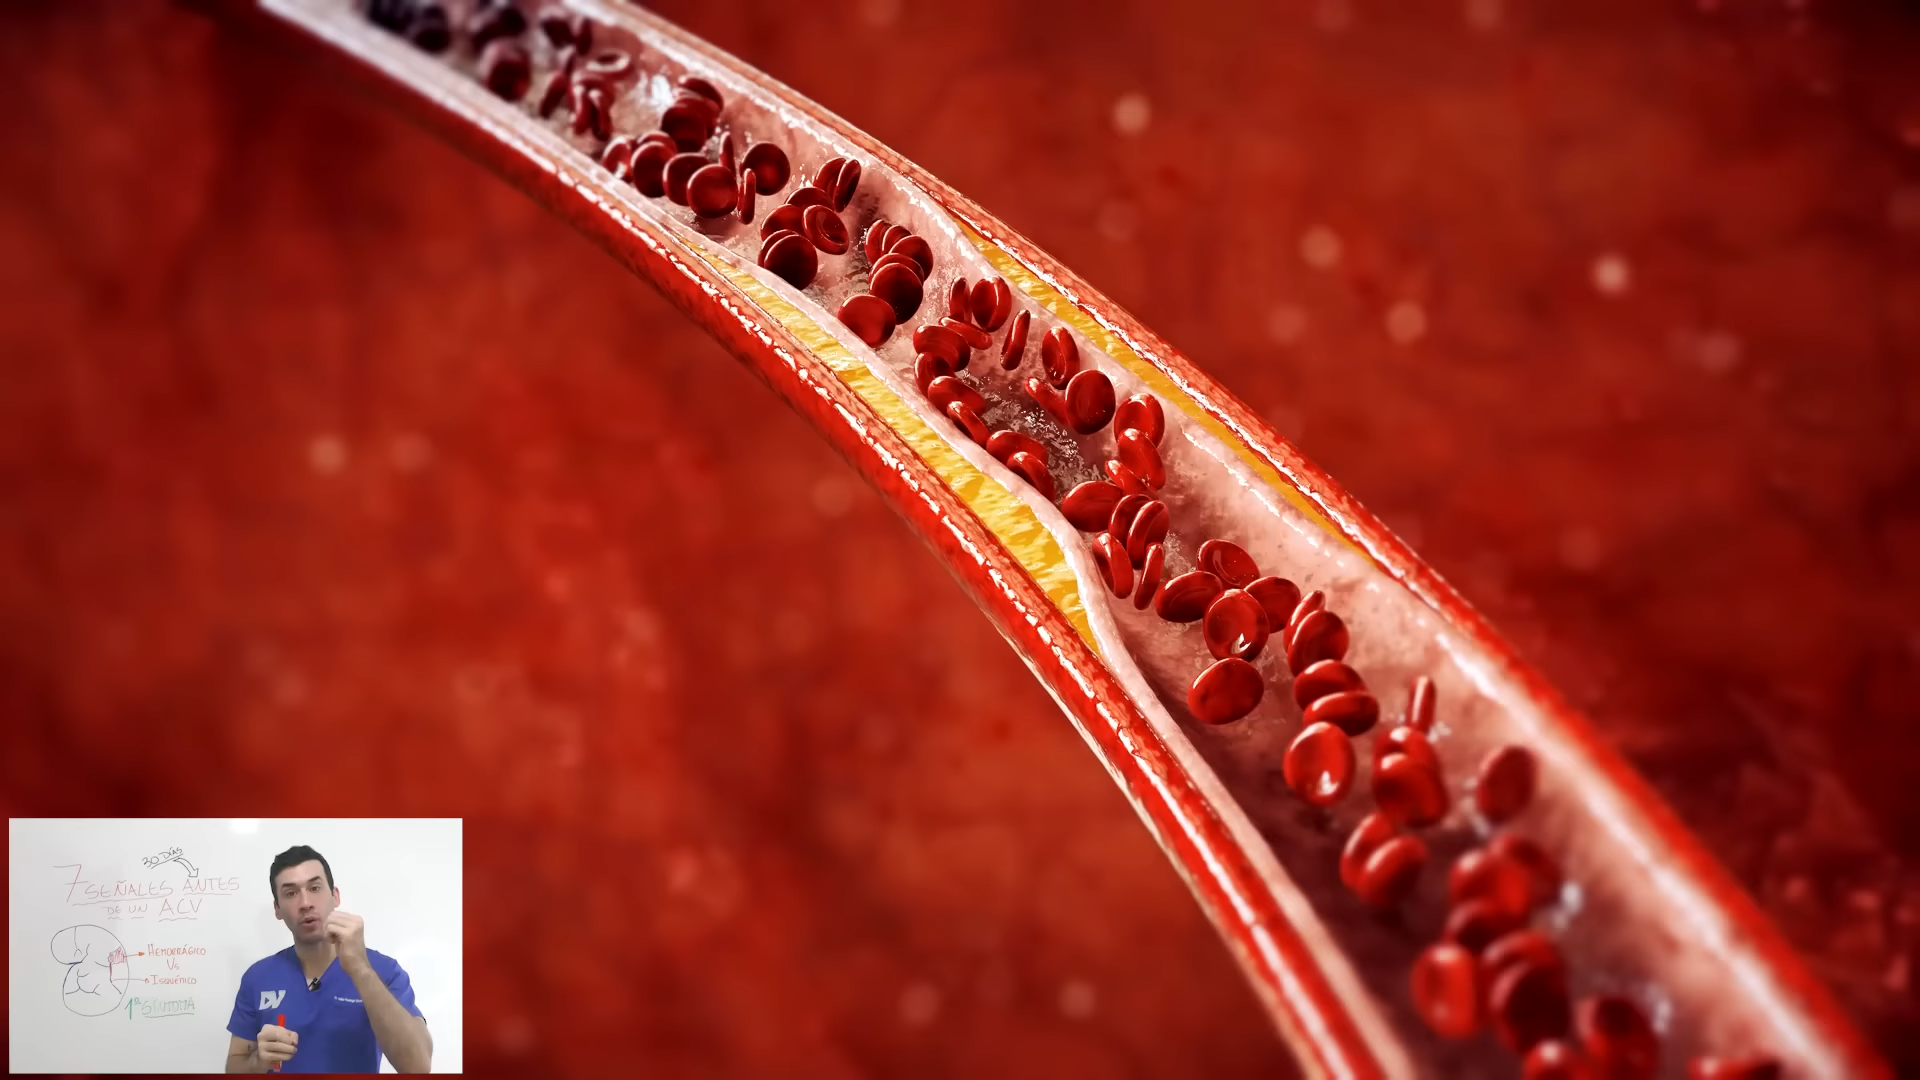 30 DÍAS
7 SEÑALES ANTES
DE UN ACV
HEMORRÁGICO
Vs
ISQUÉMICO
1º SÍNTOMA
DV